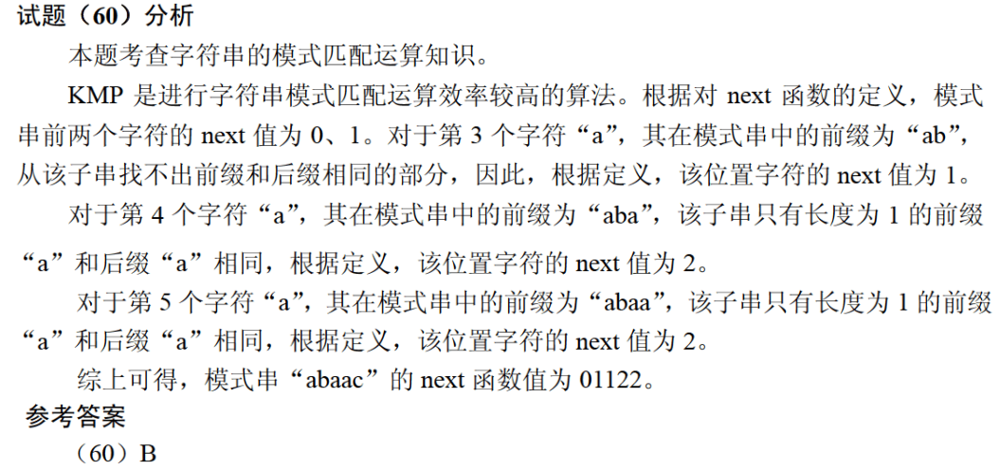 试题（60）分析
本题考查字符串的模式匹配运算知识。
KMP 是进行字符串模式匹配运算效率较高的算法。根据对 next 函数的定义，模式
串前两个字符的 next 值为 0、1。对于第 3 个字符“a”，其在模式串中的前缀为“ab”，
从该子串找不出前缀和后缀相同的部分，因此，根据定义，该位置字符的 next 值为 1。
对于第 4 个字符“a”，其在模式串中的前缀为“aba”，该子串只有长度为 1 的前缀
“a”和后缀“a”相同，根据定义，该位置字符的 next 值为 2。
对于第 5 个字符“a”，其在模式串中的前缀为“abaa”，该子串只有长度为 1 的前缀
“a”和后缀“a”相同，根据定义，该位置字符的 next 值为 2。
综上可得，模式串“abaac”的 next 函数值为 01122。
参考答案
（60）B